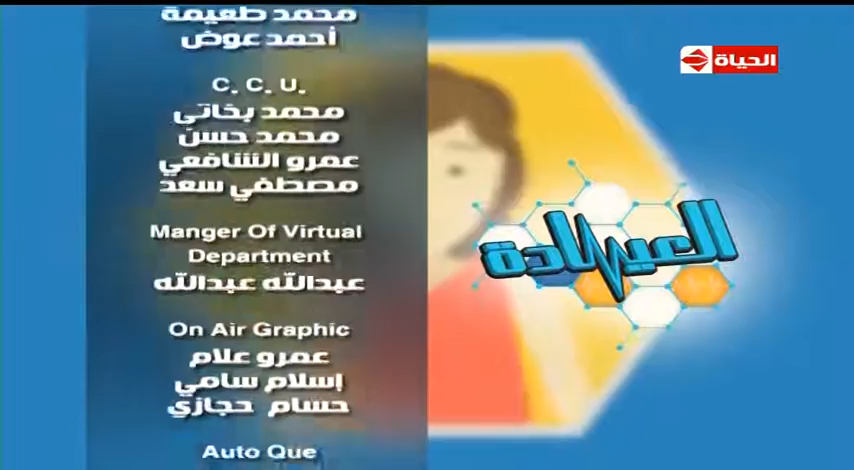 محمد طعيمة
أحمد عوض
C. C. U.
محمد بخاتي
محمد حسن
عمرو الشافعي
مصطفي سعد
Manger Of Virtual
Department
عبدالله عبدالله
On Air Graphic
عمرو علام
إسلام سامي
حسام حجازي
Auto Que
الحياة
العيادة